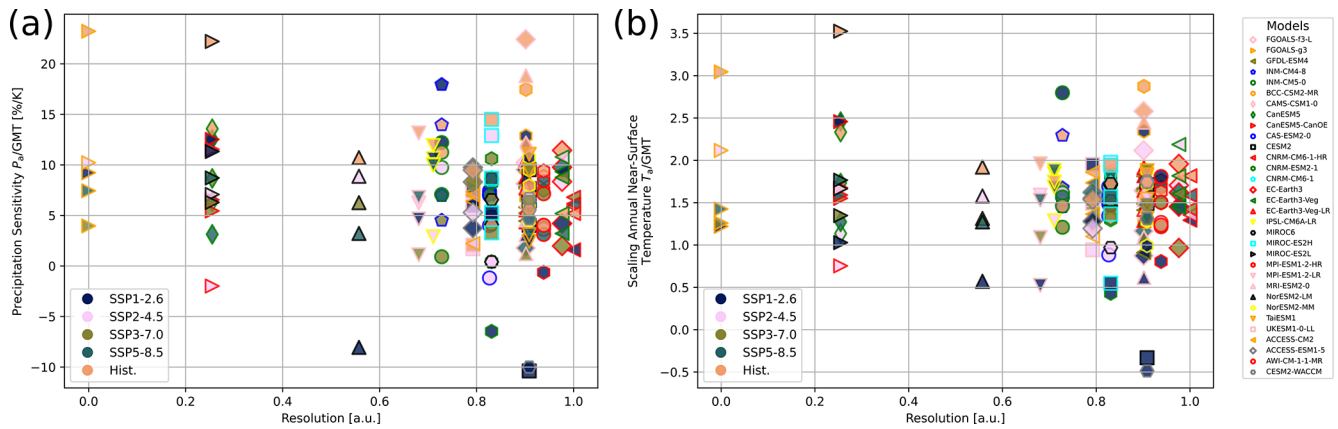 (a)
Precipitation Sensitivity Pa/GMT [%/K]
20
15
10
5
0
−5
−10
0.0 0.2 0.4 0.6 0.8 1.0
Resolution [a.u.]
SSP1-2.6
SSP2-4.5
SSP3-7.0
SSP5-8.5
Hist.
(b)
Scaling Annual Near-Surface
Temperature Ta/GMT
3.5
3.0
2.5
2.0
1.5
1.0
0.5
0.0
−0.5
0.0 0.2 0.4 0.6 0.8 1.0
Resolution [a.u.]
SSP1-2.6
SSP2-4.5
SSP3-7.0
SSP5-8.5
Hist.
Models
FGOALS-f3-L
FGOALS-g3
GFDL-ESM4
INM-CM4-8
INM-CM5-0
BCC-CSM2-MR
CAMS-CSM1-0
CanESM5
CanESM5-CanOE
CAS-ESM2-0
CESM2
CNRM-CM6-1-HR
CNRM-ESM2-1
CNRM-CM6-1
EC-Earth3
EC-Earth3-Veg
EC-Earth3-Veg-LR
IPSL-CM6A-LR
MIROC6
MIROC-ES2H
MIROC-ES2L
MPI-ESM1-2-HR
MPI-ESM1-2-LR
MRI-ESM2-0
NorESM2-LM
NorESM2-MM
TaiESM1
UKESM1-0-LL
ACCESS-CM2
ACCESS-ESM1-5
AWI-CM-1-1-MR
CESM2-WACCM